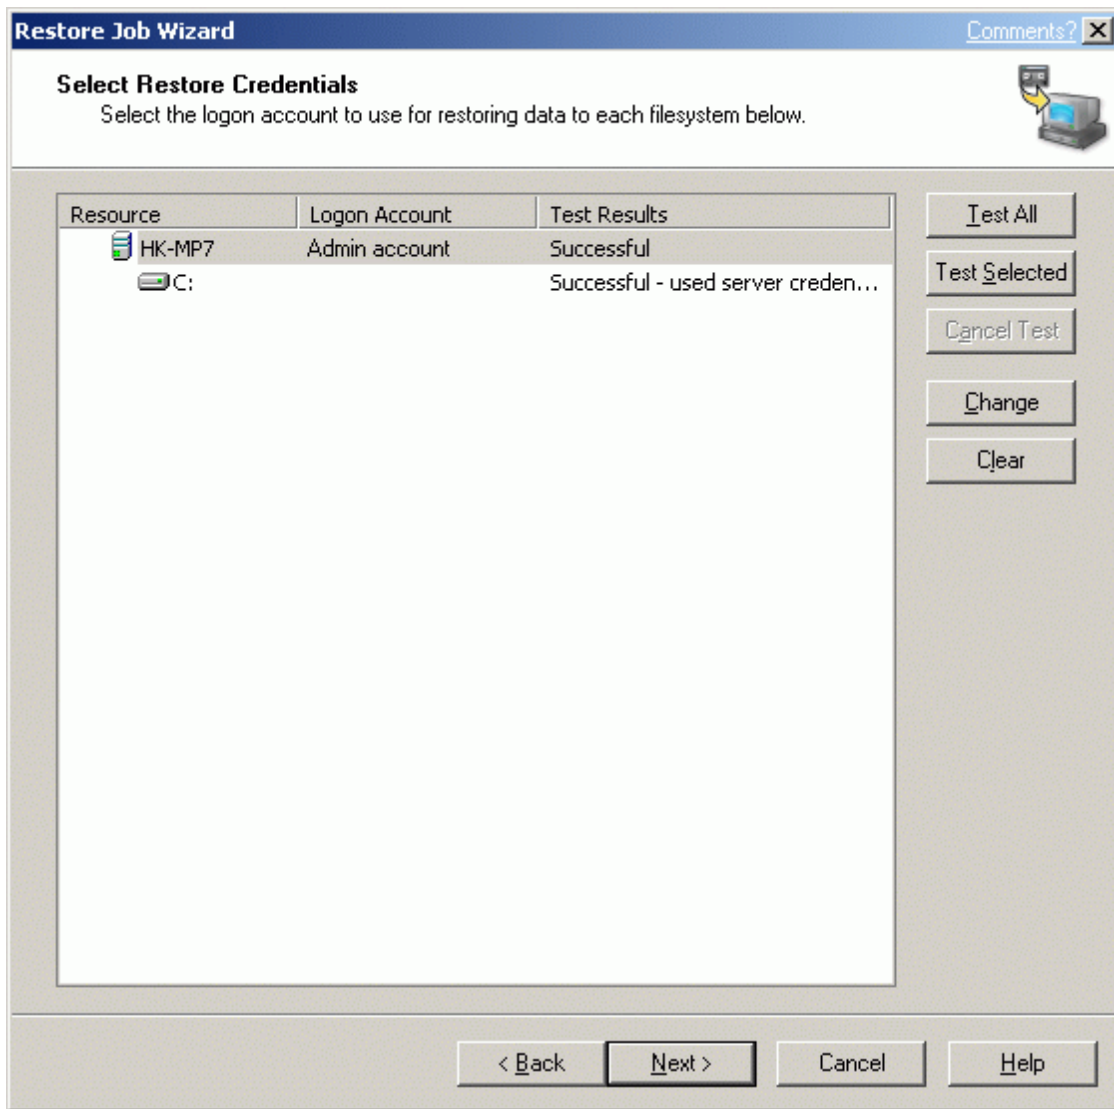 Restore Job Wizard Comments?
Select Restore Credentials
Select the logon account to use for restoring data to each filesystem below.
Resource Logon Account Test Results
HK-MP7 Admin account Successful
C: Successful - used server creden...
Test All
Test Selected
Cancel Test
Change
Clear
< Back Next > Cancel Help